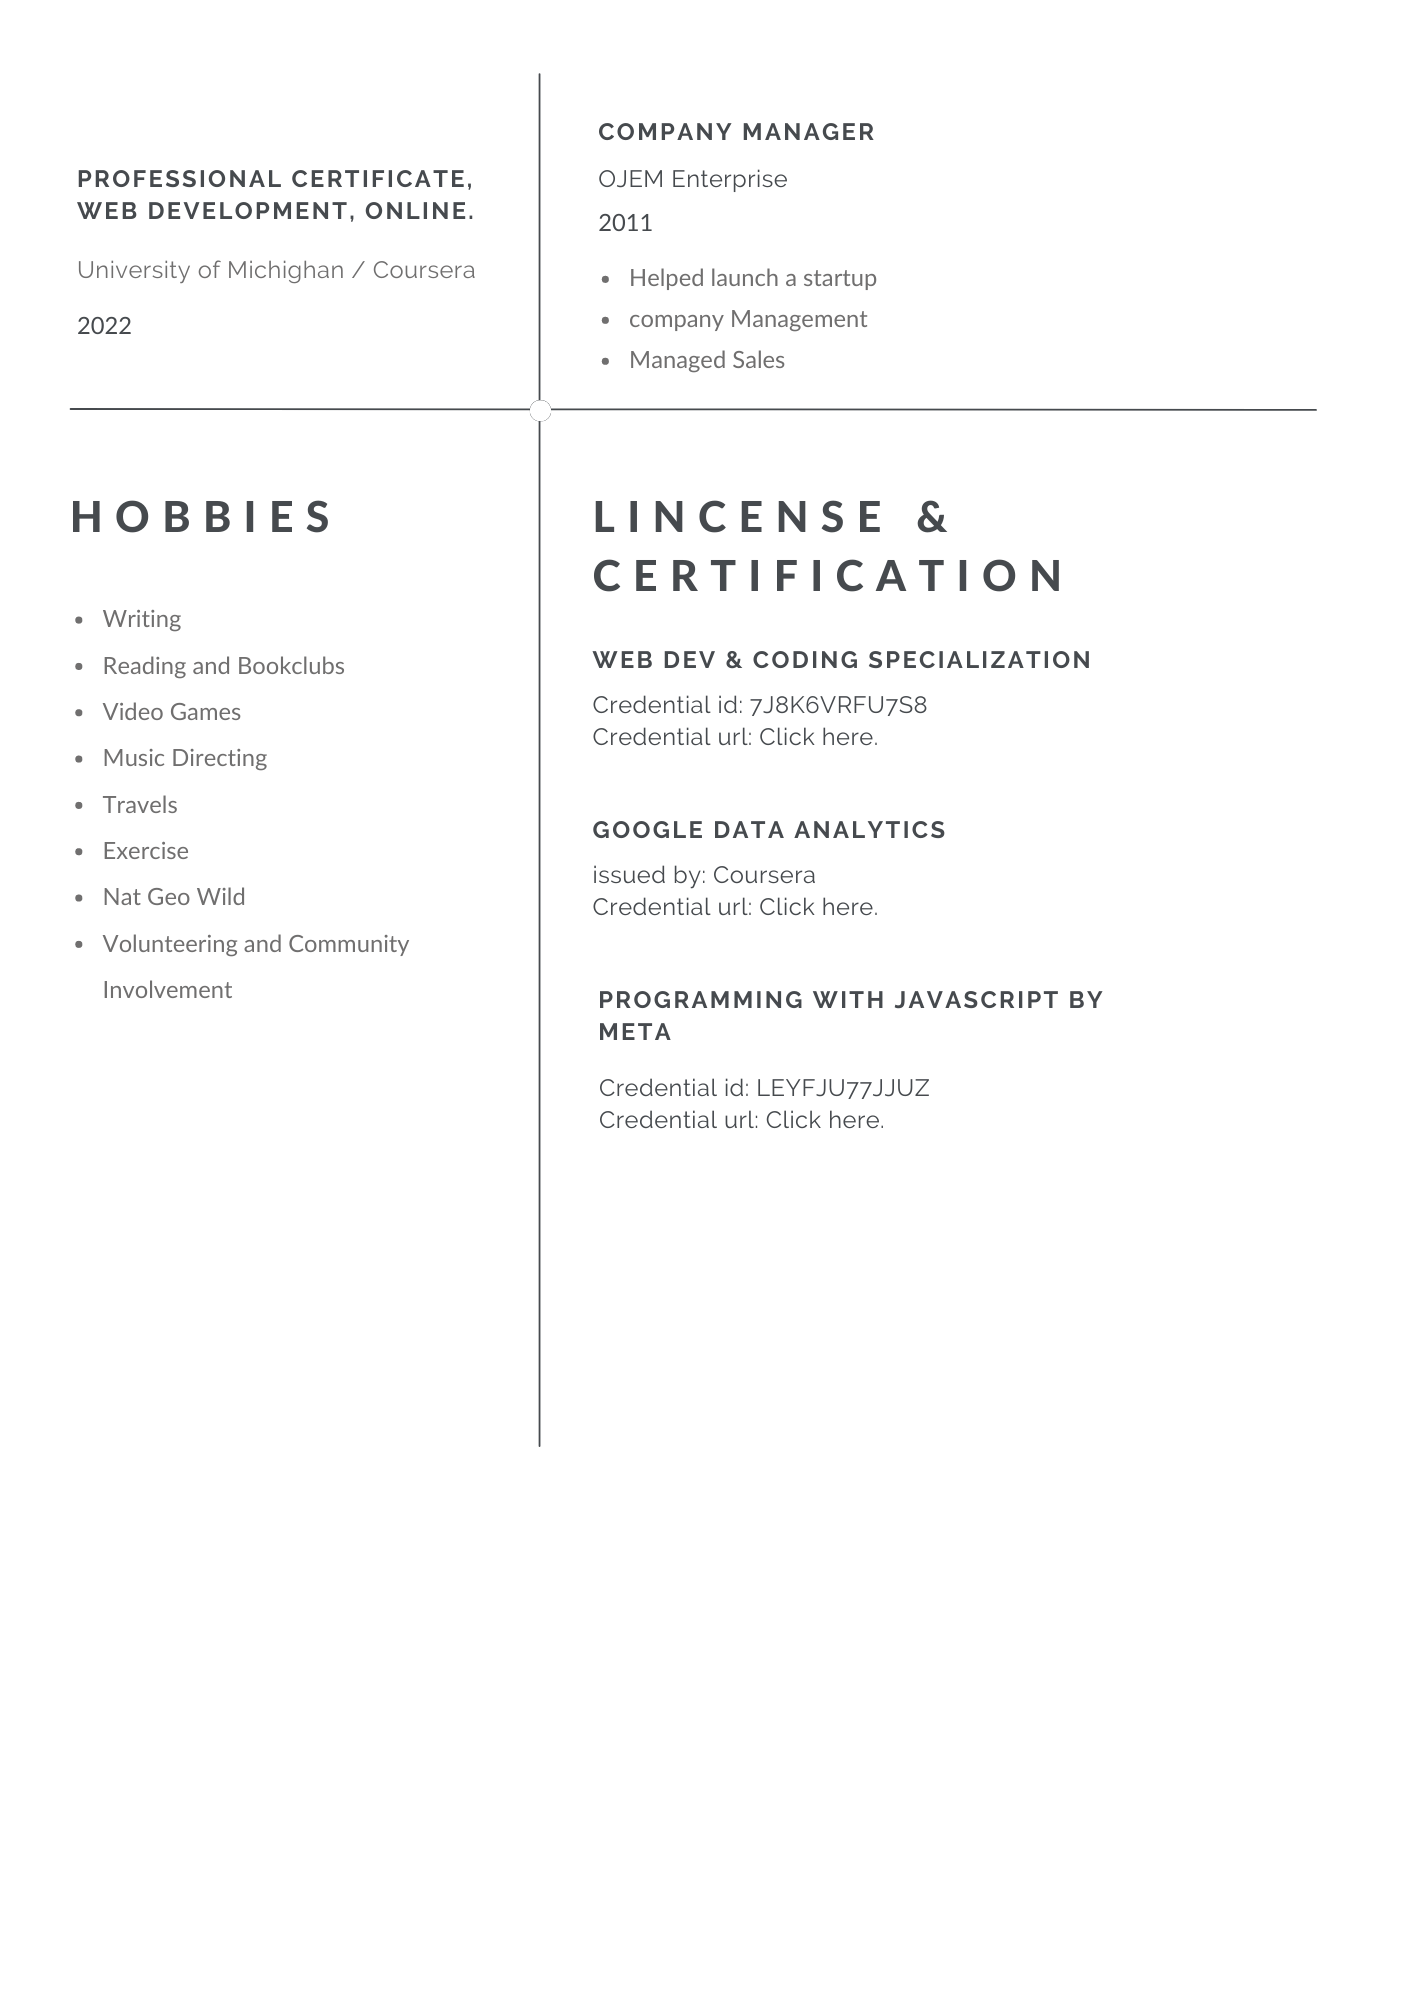 PROFESSIONAL CERTIFICATE,
WEB DEVELOPMENT, ONLINE.
University of Michighan / Coursera
2022
COMPANY MANAGER
OJEM Enterprise
2011
• Helped launch a startup
• company Management
• Managed Sales
HOBBIES
• Writing
• Reading and Bookclubs
• Video Games
• Music Directing
• Travels
• Exercise
• Nat Geo Wild
• Volunteering and Community
Involvement
LINCENSE &
CERTIFICATION
WEB DEV & CODING SPECIALIZATION
Credential id: 7J8K6VRFU7S8
Credential url: Click here.
GOOGLE DATA ANALYTICS
issued by: Coursera
Credential url: Click here.
PROGRAMMING WITH JAVASCRIPT BY
META
Credential id: LEYFJU77JJUZ
Credential url: Click here.